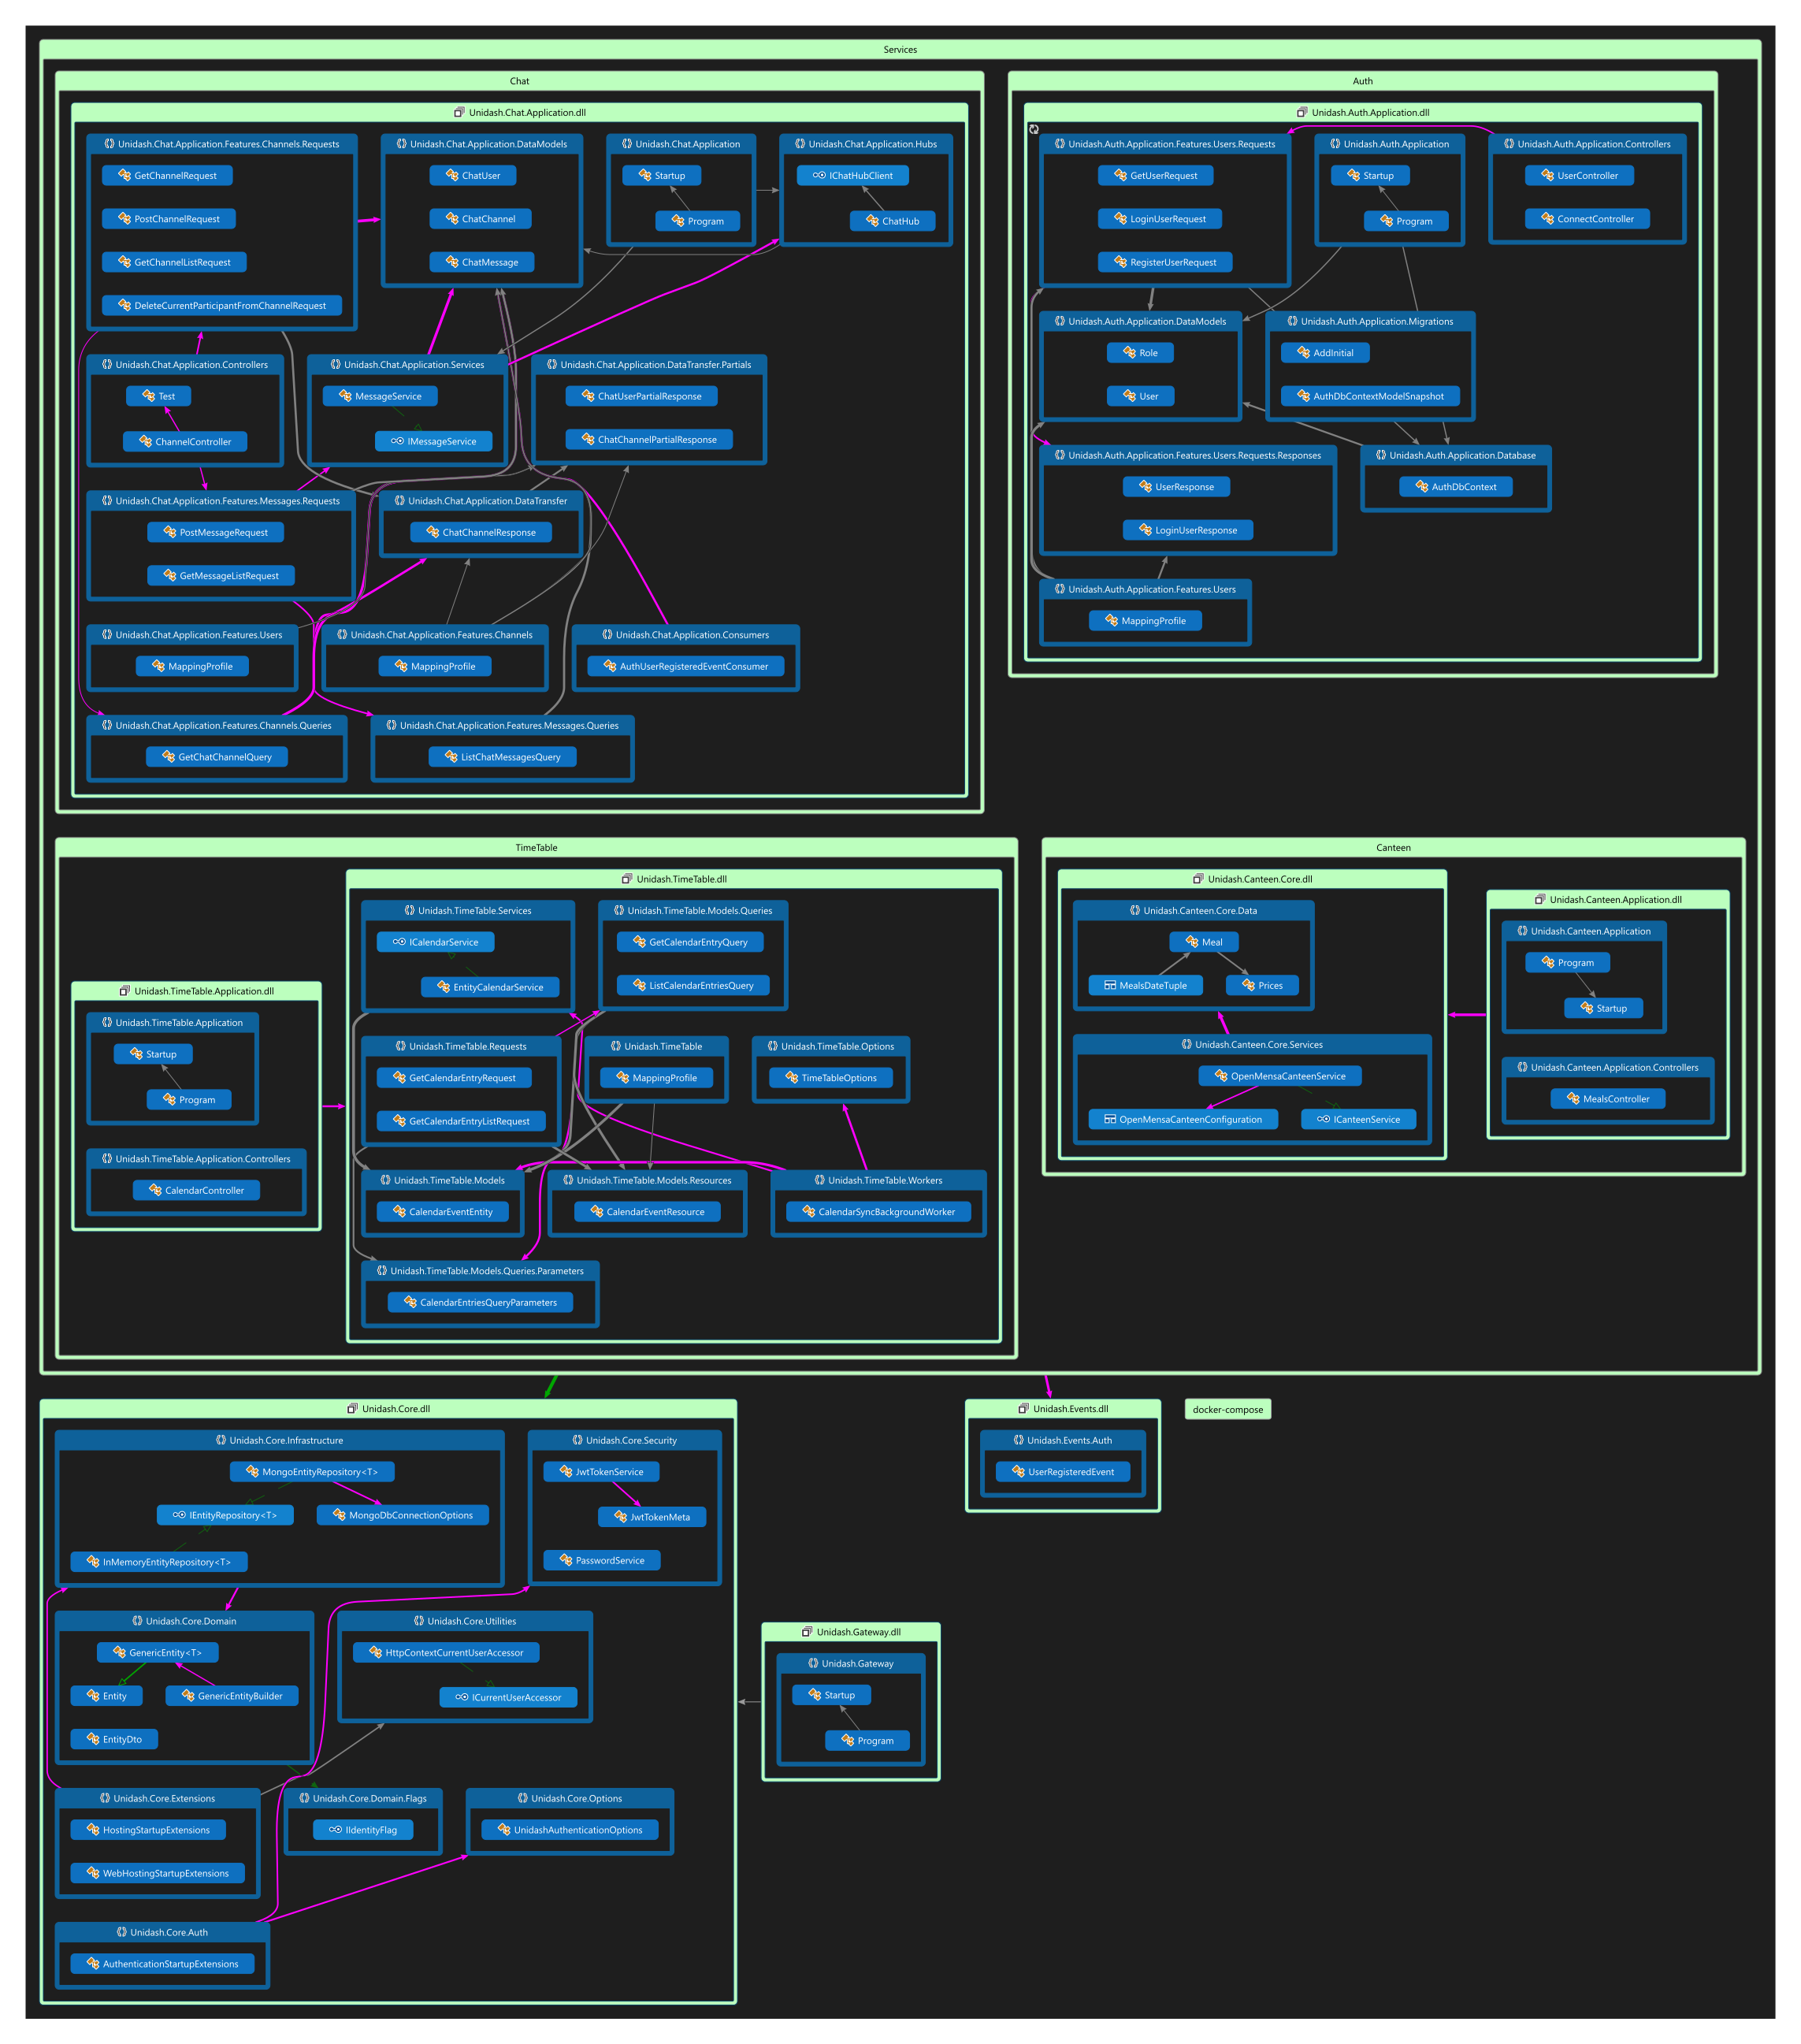 Services
Chat
Unidash.Chat.Application.dll
Unidash.Chat.Application.Features.Channels.Requests
GetChannelRequest
PostChannelRequest
GetChannelListRequest
DeleteCurrentParticipantFromChannelRequest
Unidash.Chat.Application.DataModels
ChatUser
ChatChannel
ChatMessage
Unidash.Chat.Application
Startup
Program
Unidash.Chat.Application.Hubs
IChatHubClient
ChatHub
Unidash.Chat.Application.Controllers
Test
ChannelController
Unidash.Chat.Application.Services
MessageService
IMessageService
Unidash.Chat.Application.DataTransfer.Partials
ChatUserPartialResponse
ChatChannelPartialResponse
Unidash.Chat.Application.Features.Messages.Requests
PostMessageRequest
GetMessageListRequest
Unidash.Chat.Application.DataTransfer
ChatChannelResponse
Unidash.Chat.Application.Features.Users
MappingProfile
Unidash.Chat.Application.Features.Channels
MappingProfile
Unidash.Chat.Application.Consumers
AuthUserRegisteredEventConsumer
Unidash.Chat.Application.Features.Channels.Queries
GetChatChannelQuery
Unidash.Chat.Application.Features.Messages.Queries
ListChatMessagesQuery
Auth
Unidash.Auth.Application.dll
Unidash.Auth.Application.Features.Users.Requests
GetUserRequest
LoginUserRequest
RegisterUserRequest
Unidash.Auth.Application
Startup
Program
Unidash.Auth.Application.Controllers
UserController
ConnectController
Unidash.Auth.Application.DataModels
Role
User
Unidash.Auth.Application.Migrations
AddInitial
AuthDbContextModelSnapshot
Unidash.Auth.Application.Features.Users.Requests.Responses
UserResponse
LoginUserResponse
Unidash.Auth.Application.Database
AuthDbContext
Unidash.Auth.Application.Features.Users
MappingProfile
TimeTable
Unidash.TimeTable.Application.dll
Unidash.TimeTable.Application
Startup
Program
Unidash.TimeTable.Application.Controllers
CalendarController
Unidash.TimeTable.dll
Unidash.TimeTable.Services
ICalendarService
EntityCalendarService
Unidash.TimeTable.Models.Queries
GetCalendarEntryQuery
ListCalendarEntriesQuery
Unidash.TimeTable.Requests
GetCalendarEntryRequest
GetCalendarEntryListRequest
Unidash.TimeTable
MappingProfile
Unidash.TimeTable.Options
TimeTableOptions
Unidash.TimeTable.Models
CalendarEventEntity
Unidash.TimeTable.Models.Resources
CalendarEventResource
Unidash.TimeTable.Workers
CalendarSyncBackgroundWorker
Unidash.TimeTable.Models.Queries.Parameters
CalendarEntriesQueryParameters
Canteen
Unidash.Canteen.Core.dll
Unidash.Canteen.Core.Data
Meal
MealsDateTuple
Prices
Unidash.Canteen.Core.Services
OpenMensaCanteenService
OpenMensaCanteenConfiguration
ICanteenService
Unidash.Canteen.Application.dll
Unidash.Canteen.Application
Program
Startup
Unidash.Canteen.Application.Controllers
MealsController
Unidash.Core.dll
Unidash.Core.Infrastructure
MongoEntityRepository<T>
IEntityRepository<T>
MongoDbConnectionOptions
InMemoryEntityRepository<T>
Unidash.Core.Security
JwtTokenService
JwtTokenMeta
PasswordService
Unidash.Core.Domain
GenericEntity<T>
Entity
GenericEntityBuilder
EntityDto
Unidash.Core.Utilities
HttpContextCurrentUserAccessor
ICurrentUserAccessor
Unidash.Core.Extensions
HostingStartupExtensions
WebHostingStartupExtensions
Unidash.Core.Domain.Flags
IIdentityFlag
Unidash.Core.Options
UnidashAuthenticationOptions
Unidash.Core.Auth
AuthenticationStartupExtensions
Unidash.Events.dll
Unidash.Events.Auth
UserRegisteredEvent
docker-compose
Unidash.Gateway.dll
Unidash.Gateway
Startup
Program